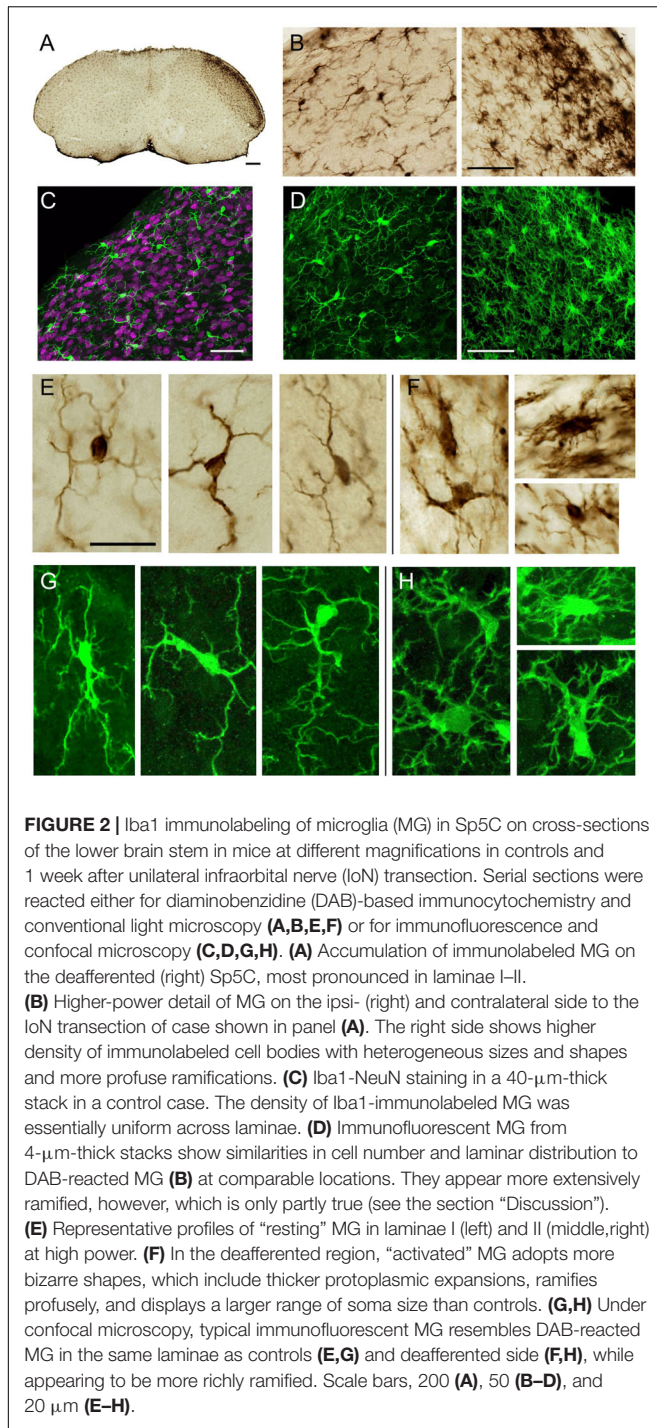 A
B
C
D
E
F
G
H
FIGURE 2 | Iba1 immunolabeling of microglia (MG) in Sp5C on cross-sections
of the lower brain stem in mice at different magnifications in controls and
1 week after unilateral infraorbital nerve (IoN) transection. Serial sections were
reacted either for diaminobenzidine (DAB)-based immunocytochemistry and
conventional light microscopy (A,B,E,F) or for immunofluorescence and
confocal microscopy (C,D,G,H). (A) Accumulation of immunolabeled MG on
the deafferented (right) Sp5C, most pronounced in laminae I–II.
(B) Higher-power detail of MG on the ipsi- (right) and contralateral side to the
IoN transection of case shown in panel (A). The right side shows higher
density of immunolabeled cell bodies with heterogeneous sizes and shapes
and more profuse ramifications. (C) Iba1-NeuN staining in a 40-μm-thick
stack in a control case. The density of Iba1-immunolabeled MG was
essentially uniform across laminae. (D) Immunofluorescent MG from
4-μm-thick stacks show similarities in cell number and laminar distribution to
DAB-reacted MG (B) at comparable locations. They appear more extensively
ramified, however, which is only partly true (see the section “Discussion”).
(E) Representative profiles of “resting” MG in laminae I (left) and II (middle,right)
at high power. (F) In the deafferented region, “activated” MG adopts more
bizarre shapes, which include thicker protoplasmic expansions, ramifies
profusely, and displays a larger range of soma size than controls. (G,H) Under
confocal microscopy, typical immunofluorescent MG resembles DAB-reacted
MG in the same laminae as controls (E,G) and deafferented side (F,H), while
appearing to be more richly ramified. Scale bars, 200 (A), 50 (B–D), and
20 μm (E–H).